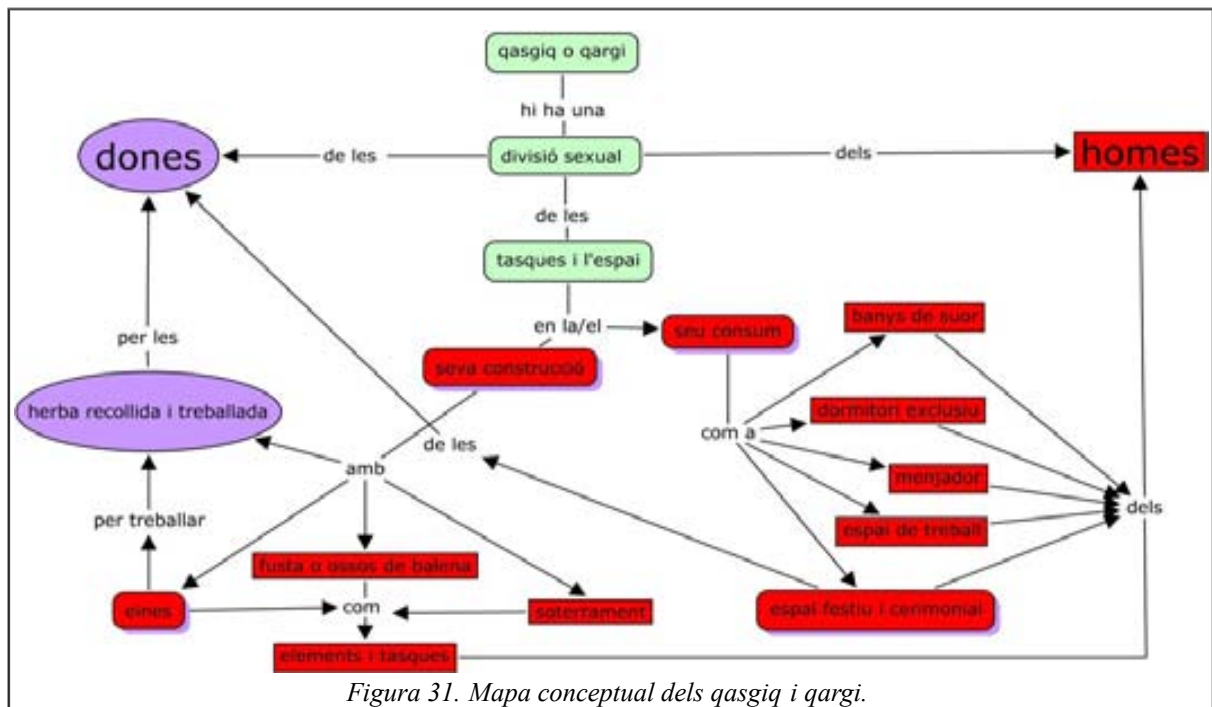 qasgiq o qargi
hi ha una
dones
de les
divisió sexual
dels
homes
de les
tasques i l'espai
en la/el
seu consum
banys de suor
per les
seva construcció
herba recollida i treballada
dormitori exclusiu
com a
de les
amb
menjador
dels
per treballar
espai de treball
fusta o ossos de balena
eines
com
soterrament
espai festiu i cerimonial
elements i tasques
Figura 31. Mapa conceptual dels qasgiq i qargi.